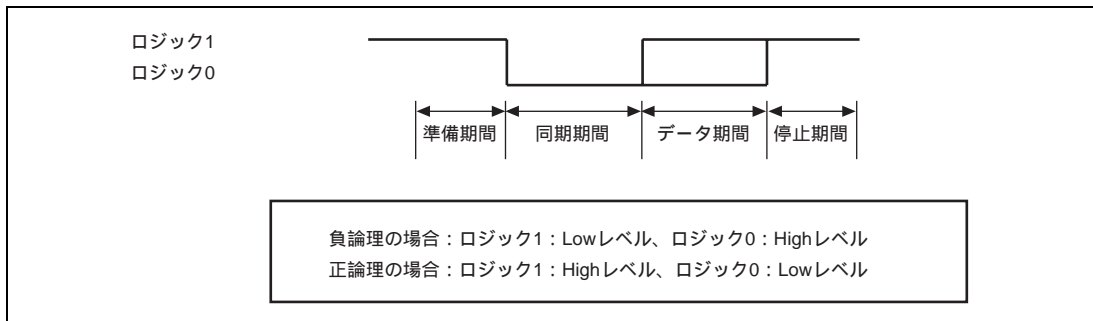 ロジック1
ロジック0
準備期間 同期期間 データ期間 停止期間
負論理の場合：ロジック1：Lowレベル、ロジック0：Highレベル
正論理の場合：ロジック1：Highレベル、ロジック0：Lowレベル